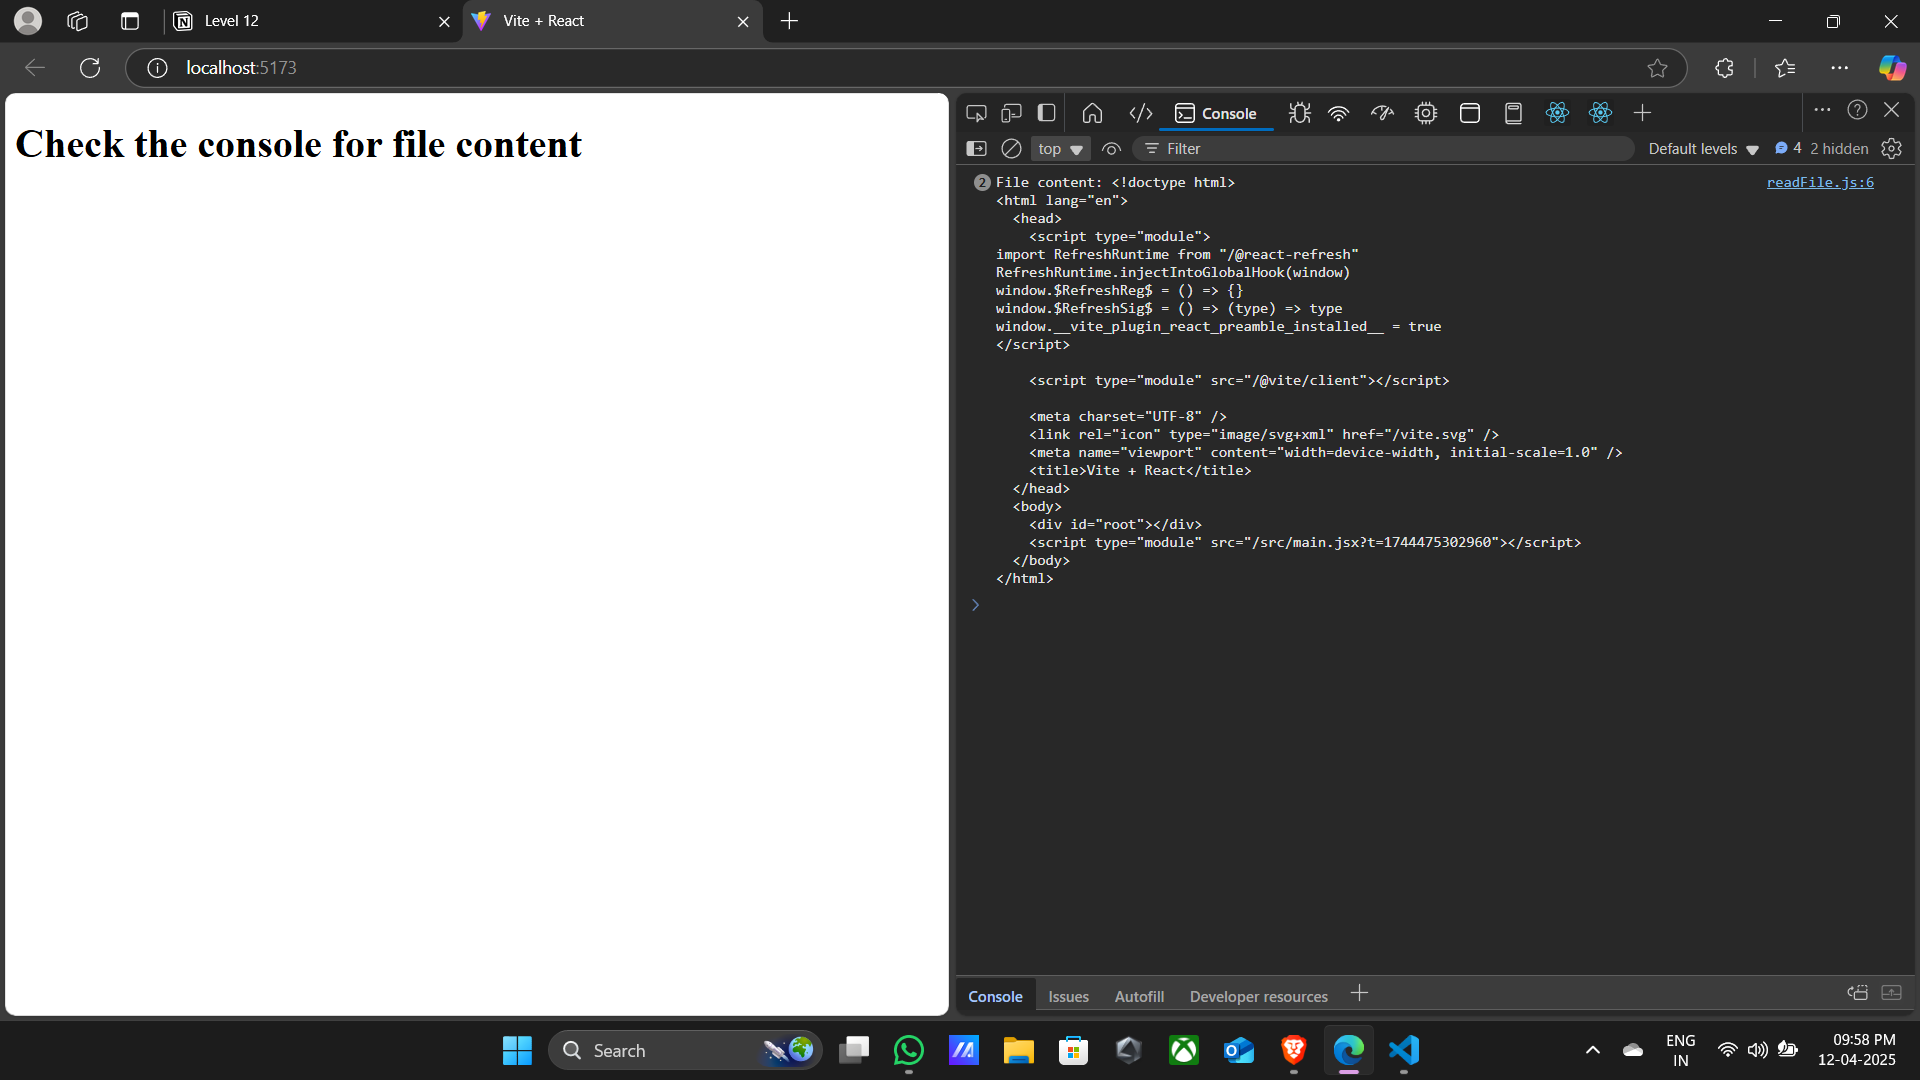 Level 12
Vite + React
localhost:5173
Check the console for file content
Console
top
Filter
Default levels
4
2 hidden
2
File content: <!doctype html>
readFile.js:6
<html lang="en">
  <head>
    <script type="module">
import RefreshRuntime from "/@react-refresh"
RefreshRuntime.injectIntoGlobalHook(window)
window.$RefreshReg$ = () => {}
window.$RefreshSig$ = () => (type) => type
window.__vite_plugin_react_preamble_installed__ = true
</script>
    <script type="module" src="/@vite/client"></script>
    <meta charset="UTF-8" />
    <link rel="icon" type="image/svg+xml" href="/vite.svg" />
    <meta name="viewport" content="width=device-width, initial-scale=1.0" />
    <title>Vite + React</title>
  </head>
  <body>
    <div id="root"></div>
    <script type="module" src="/src/main.jsx?t=1744475302960"></script>
  </body>
</html>
Console
Issues
Autofill
Developer resources
Search
ENG
IN
09:58 PM
12-04-2025